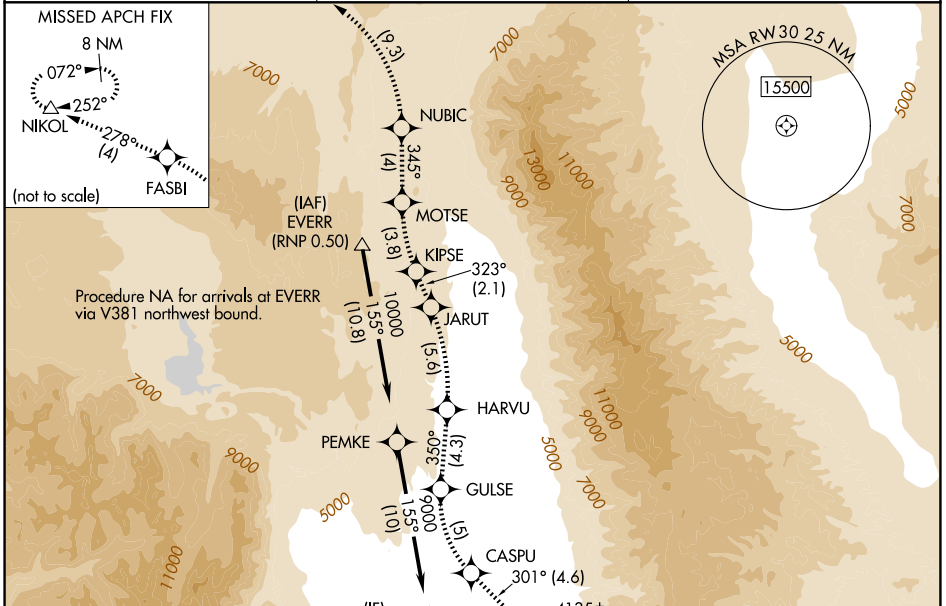 MISSED APCH FIX
8 NM
072°
252°
NIKOL
278°
(4)
FASBI
(not to scale)
(9.3)
7000
7000
NUBIC
345°
(4)
MOTSE
(IAF)
EVERR
(RNP 0.50)
(3.8)
KIPSE
323°
(2.1)
JARUT
Procedure NA for arrivals at EVERR
via V381 northwest bound.
10000
155°
(10.8)
(5.6)
HARVU
PEMKE
350°
(4.3)
GULSE
9000
155°
(10)
(5)
CASPU
301° (4.6)
MSA RW30 25 NM
15500
5000
13000
11000
9000
7000
5000
7000
9000
5000
11000
11000
9000
5000
7000